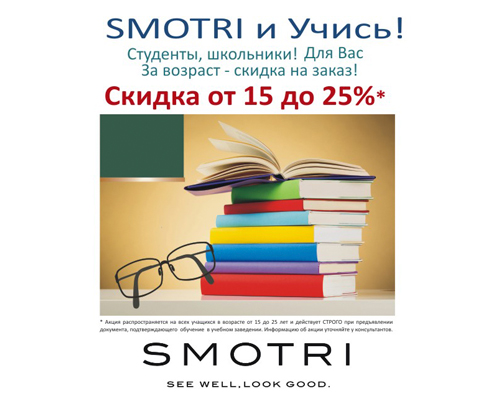 SMOTRI и Учись!
Студенты, школьники! Для Вас
За возраст - скидка на заказ!
Скидка от 15 до 25%*
* Акция распространяется на всех учащихся в возрасте от 15 до 25 лет и действует СТРОГО при предъявлении
документа, подтверждающего обучение в учебном заведении. Информацию об акции уточняйте у консультантов.
SMOTRI
SEE WELL.LOOK GOOD.